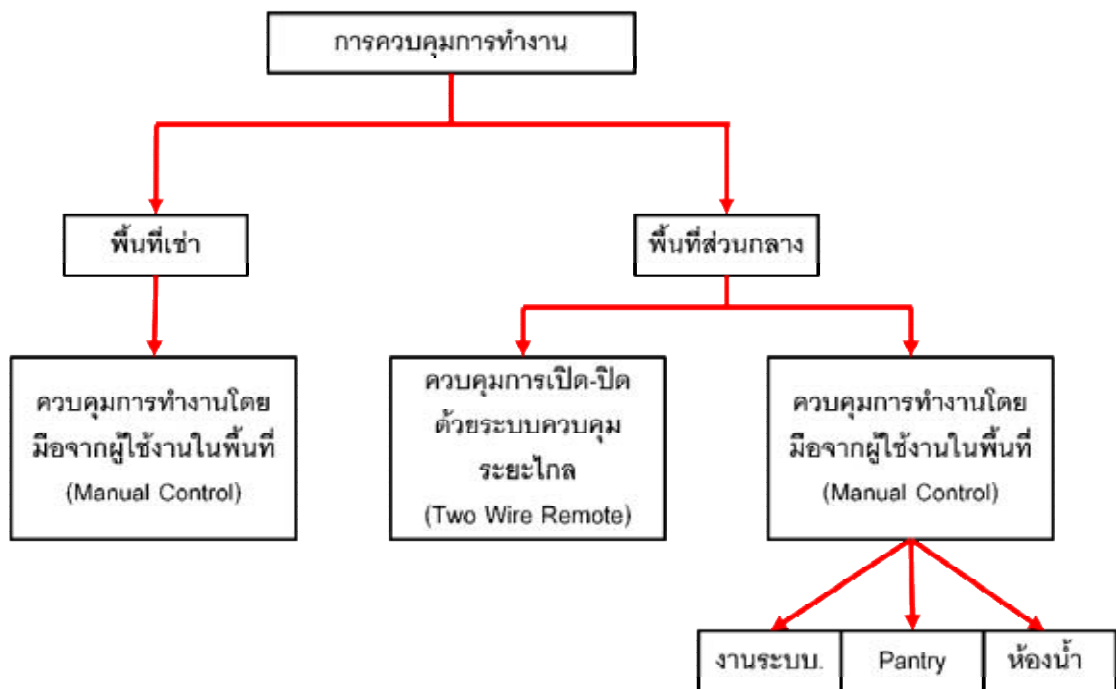 การควบคุมการทำงาน
พื้นที่เช่า
พื้นที่ส่วนกลาง
ควบคุมการทำงานโดย
มือจากผู้ใช้งานในพื้นที่
(Manual Control)
ควบคุมการเปิด-ปิด
ด้วยระบบควบคุม
ระยะไกล
(Two Wire Remote)
ควบคุมการทำงานโดย
มือจากผู้ใช้งานในพื้นที่
(Manual Control)
งานระบบ.
Pantry
ห้องน้ำ